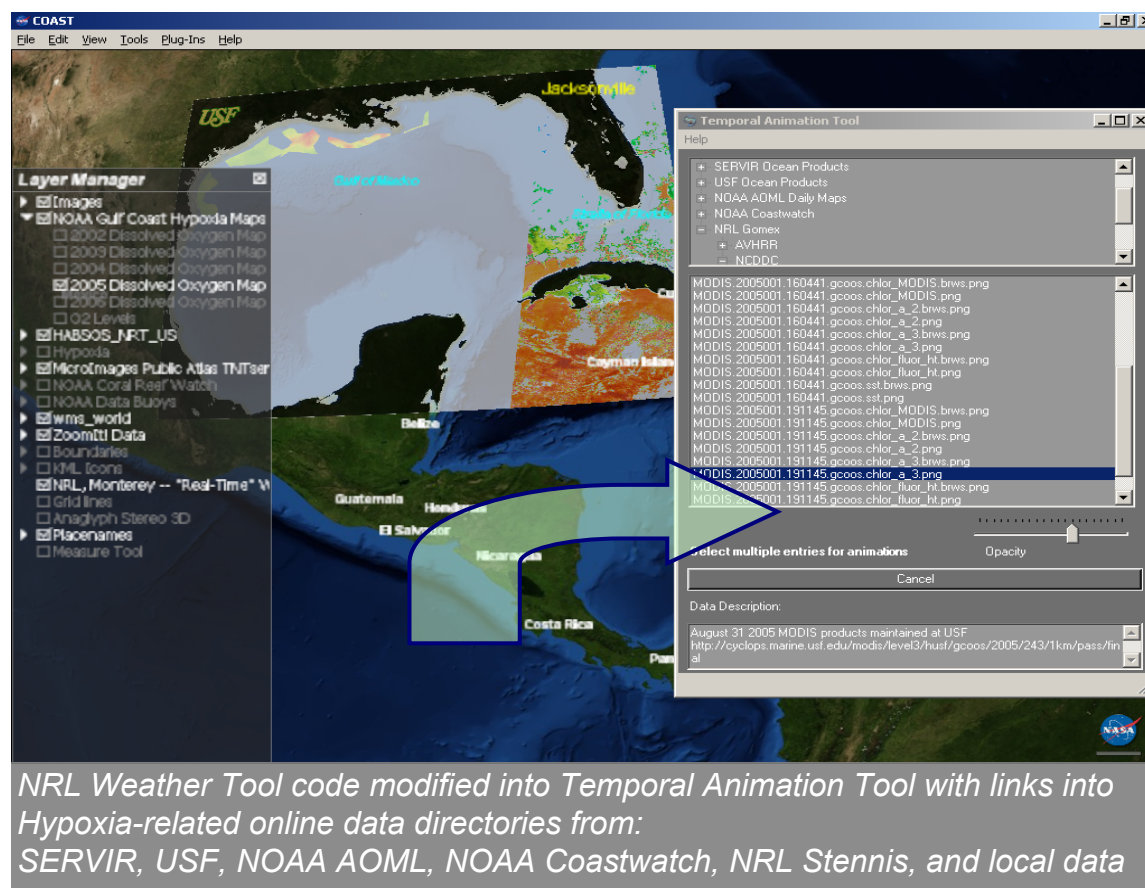 COAST
File Edit View Tools Plug-Ins Help
Jacksonville
USF
Gulf of Mexico
Straits of Florida
Cayman Islan
Belize
Guatemala
Hond
El Salvador
Nicaragua
Costa Rica
Pan
Layer Manager
Images
NOAA Gulf Coast Hypoxia Maps
2002 Dissolved Oxygen Map
2003 Dissolved Oxygen Map
2004 Dissolved Oxygen Map
2005 Dissolved Oxygen Map
2006 Dissolved Oxygen Map
O2 Levels
HABSOS_NRT_US
Hypoxia
MicroImages Public Atlas TNTser
NOAA Coral Reef Watch
NOAA Data Buoys
wms_world
ZoomIt! Data
Boundaries
KML Icons
NRL, Monterey -- "Real-Time" W
Grid lines
Anaglyph Stereo 3D
Placenames
Measure Tool
Temporal Animation Tool
Help
SERVIR Ocean Products
USF Ocean Products
NOAA AOML Daily Maps
NOAA Coastwatch
NRL Gomex
AVHRR
NCDDC
MODIS.2005001.160441.gcoos.chlor_MODIS.brws.png
MODIS.2005001.160441.gcoos.chlor_MODIS.png
MODIS.2005001.160441.gcoos.chlor_a_2.brws.png
MODIS.2005001.160441.gcoos.chlor_a_2.png
MODIS.2005001.160441.gcoos.chlor_a_3.brws.png
MODIS.2005001.160441.gcoos.chlor_a_3.png
MODIS.2005001.160441.gcoos.chlor_fluor_ht.brws.png
MODIS.2005001.160441.gcoos.chlor_fluor_ht.png
MODIS.2005001.160441.gcoos.sst.brws.png
MODIS.2005001.160441.gcoos.sst.png
MODIS.2005001.191145.gcoos.chlor_MODIS.brws.png
MODIS.2005001.191145.gcoos.chlor_MODIS.png
MODIS.2005001.191145.gcoos.chlor_a_2.brws.png
MODIS.2005001.191145.gcoos.chlor_a_2.png
MODIS.2005001.191145.gcoos.chlor_a_3.brws.png
MODIS.2005001.191145.gcoos.chlor_a_3.png
MODIS.2005001.191145.gcoos.chlor_fluor_ht.brws.png
MODIS.2005001.191145.gcoos.chlor_fluor_ht.png
Select multiple entries for animations
Opacity
Cancel
Data Description:
August 31 2005 MODIS products maintained at USF
http://cyclops.marine.usf.edu/modis/level3/husf/gcoos/2005/243/1km/pass/fin
al
NASA
NRL Weather Tool code modified into Temporal Animation Tool with links into
Hypoxia-related online data directories from:
SERVIR, USF, NOAA AOML, NOAA Coastwatch, NRL Stennis, and local data